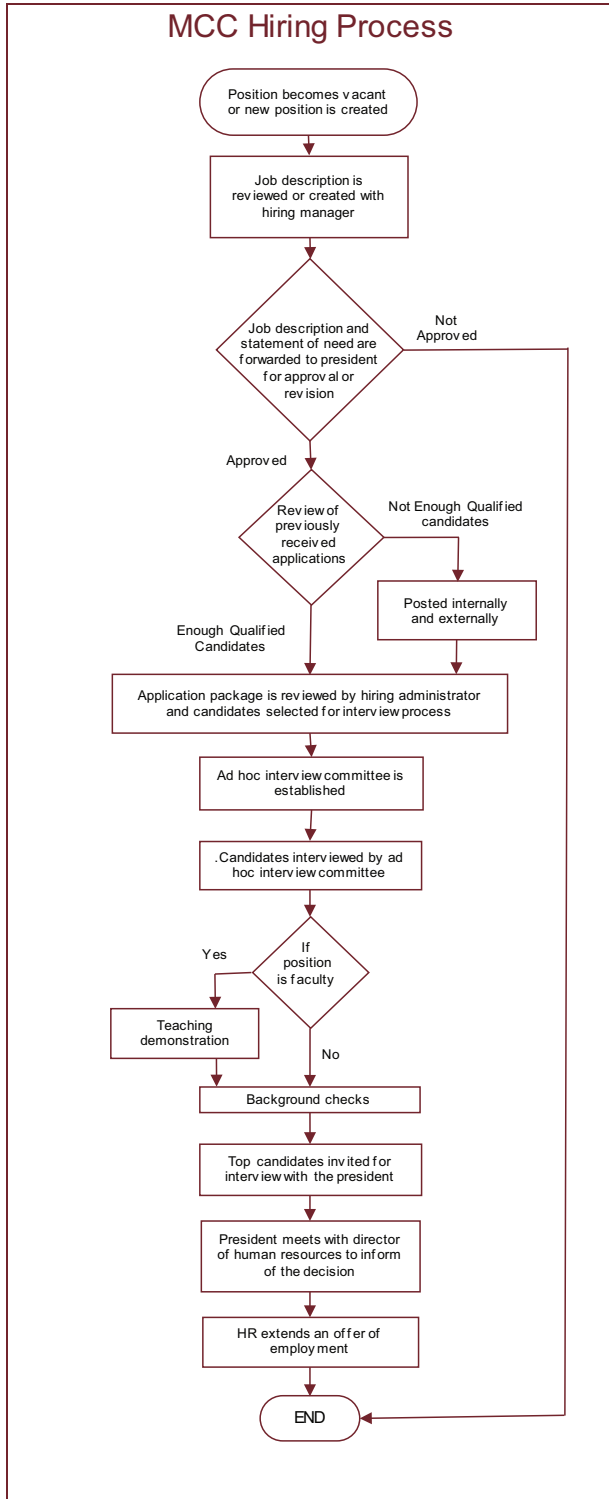 MCC Hiring Process
Position becomes vacant
or new position is created
Job description is
reviewed or created with
hiring manager
Job description and
statement of need are
forwarded to president
for approval or
revision
Not
Approved
Approved
Review of
previously
received
applications
Not Enough Qualified
candidates
Posted internally
and externally
Enough Qualified
Candidates
Application package is reviewed by hiring administrator
and candidates selected for interview process
Ad hoc interview committee is
established
.Candidates interviewed by ad
hoc interview committee
If
position
is faculty
Yes
Teaching
demonstration
No
Background checks
Top candidates invited for
interview with the president
President meets with director
of human resources to inform
of the decision
HR extends an offer of
employment
END